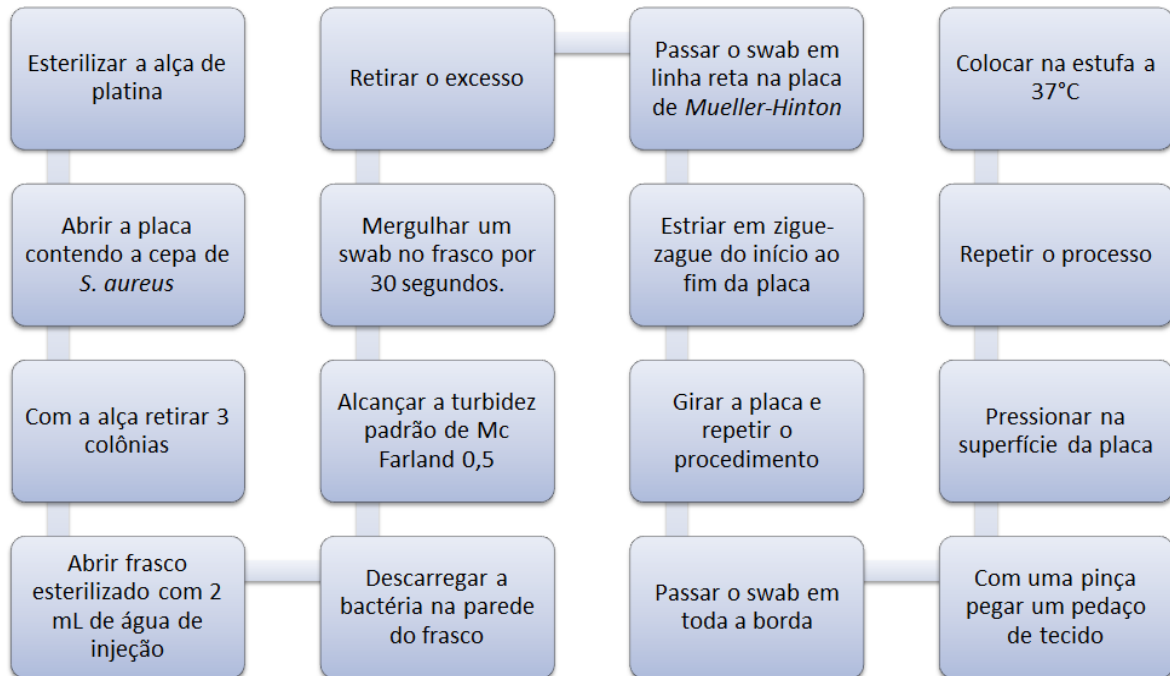 Esterilizar a alça de
platina
Abrir a placa
contendo a cepa de
S. aureus
Com a alça retirar 3
colônias
Abrir frasco
esterilizado com 2
mL de água de
injeção
Descarregar a
bactéria na parede
do frasco
Alcançar a turbidez
padrão de Mc
Farland 0,5
Mergulhar um
swab no frasco por
30 segundos.
Retirar o excesso
Passar o swab em
linha reta na placa
de Mueller-Hinton
Estriar em zigue-
zague do início ao
fim da placa
Girar a placa e
repetir o
procedimento
Passar o swab em
toda a borda
Com uma pinça
pegar um pedaço
de tecido
Pressionar na
superfície da placa
Repetir o processo
Colocar na estufa a
37°C